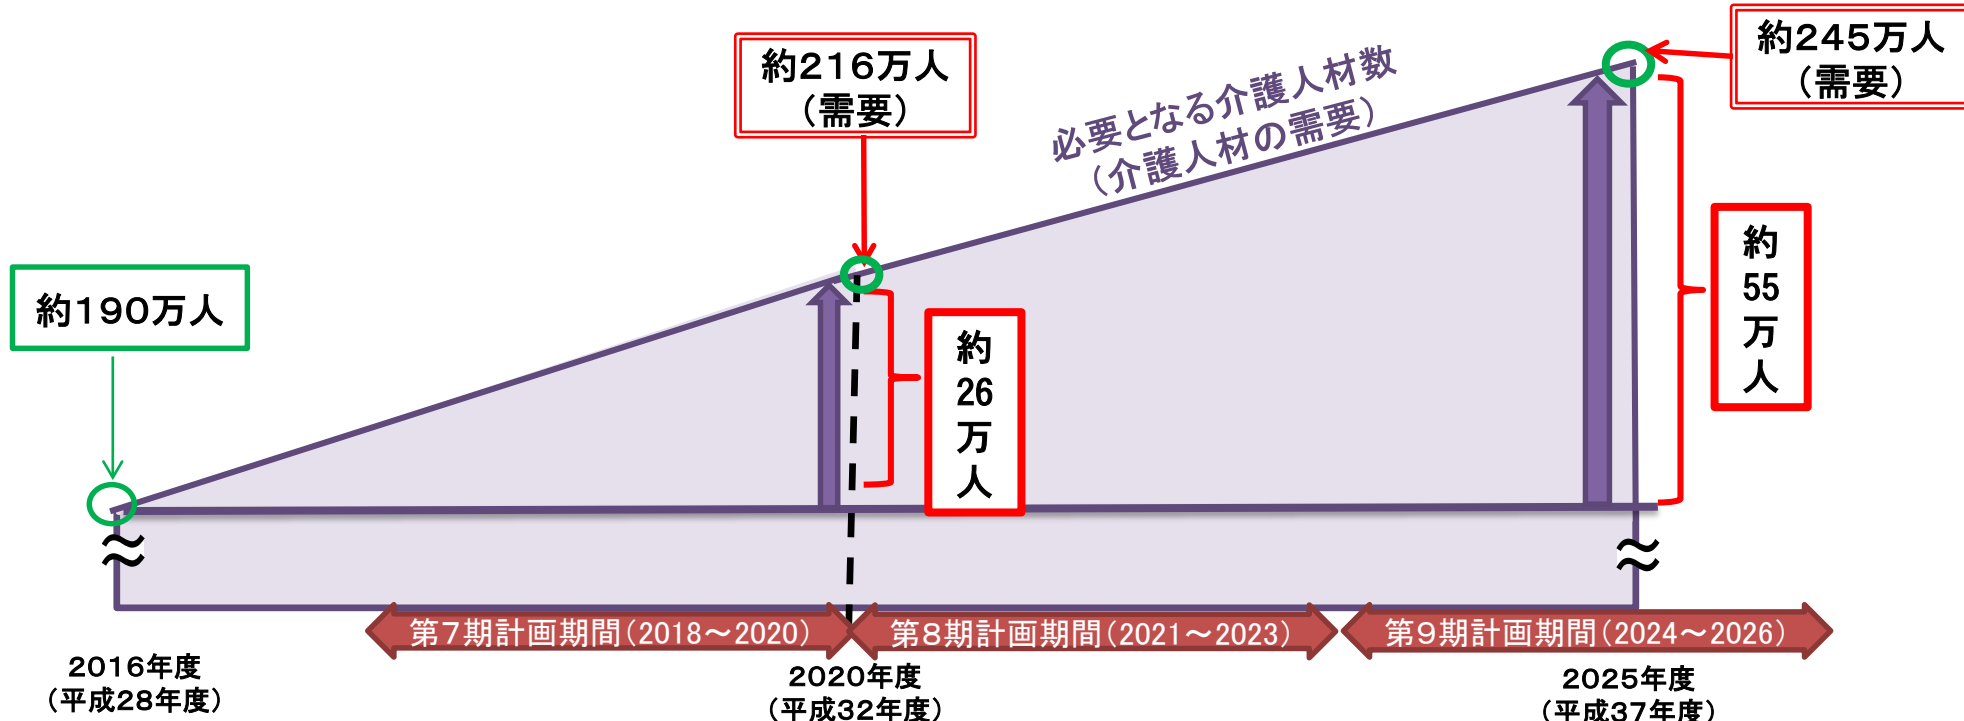 約216万人
（需要）
約245万人
（需要）
必要となる介護人材数
（介護人材の需要）
約190万人
約
26
万
人
約
55
万
人
第7期計画期間（2018～2020）
第8期計画期間（2021～2023）
第9期計画期間（2024～2026）
2016年度
（平成28年度）
2020年度
（平成32年度）
2025年度
（平成37年度）